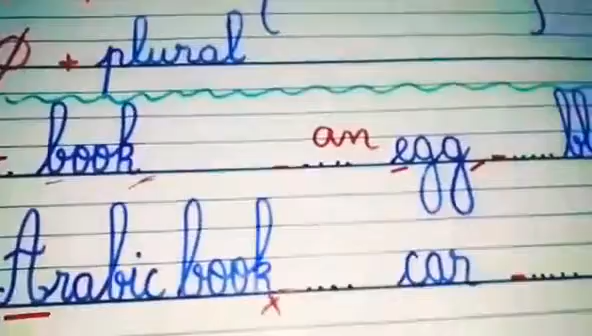 ∅ + plural (        )
. book ..... an egg, .....
Arabic book ..... car .....